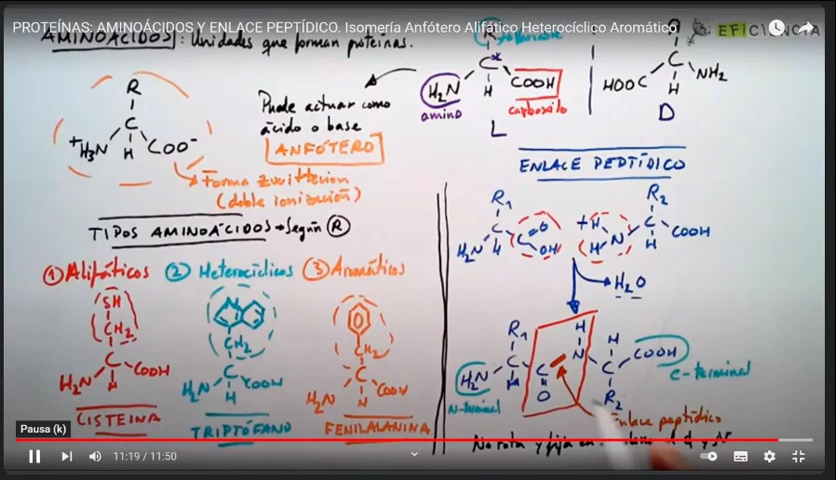 PROTEÍNAS: AMINOÁCIDOS Y ENLACE PEPTÍDICO. Isomería Anfótero Alifático Heterocíclico Aromático
EFICIENCIA
AMINOÁCIDOS: Unidades que forman proteínas.
R
C
+H3N
H
COO-
Forma zwitterion
(doble ionización)
Puede actuar como
ácido o base
ANFÓTERO
R
C*
H2N
H
COOH
amino
carboxilo
L
R
HOOC
C
H
NH2
D
TIPOS AMINOÁCIDOS → según R
① Alifáticos
SH
CH2
C
H2N
H
COOH
CISTEINA
② Heterocíclicos
N
CH2
C
H2N
H
COOH
TRIPTÓFANO
③ Aromáticos
CH2
C
H2N
H
COOH
FENILALANINA
ENLACE PEPTÍDICO
R1
C
H2N
H
C
O
OH
+
H
H
N
R2
C
H
COOH
H2O
R1
H2N
C
H
C
O
H
N
H
C
R2
COOH
N-terminal
C-terminal
Enlace peptídico
No rota y fija en
Pausa (k)
11:19 / 11:50